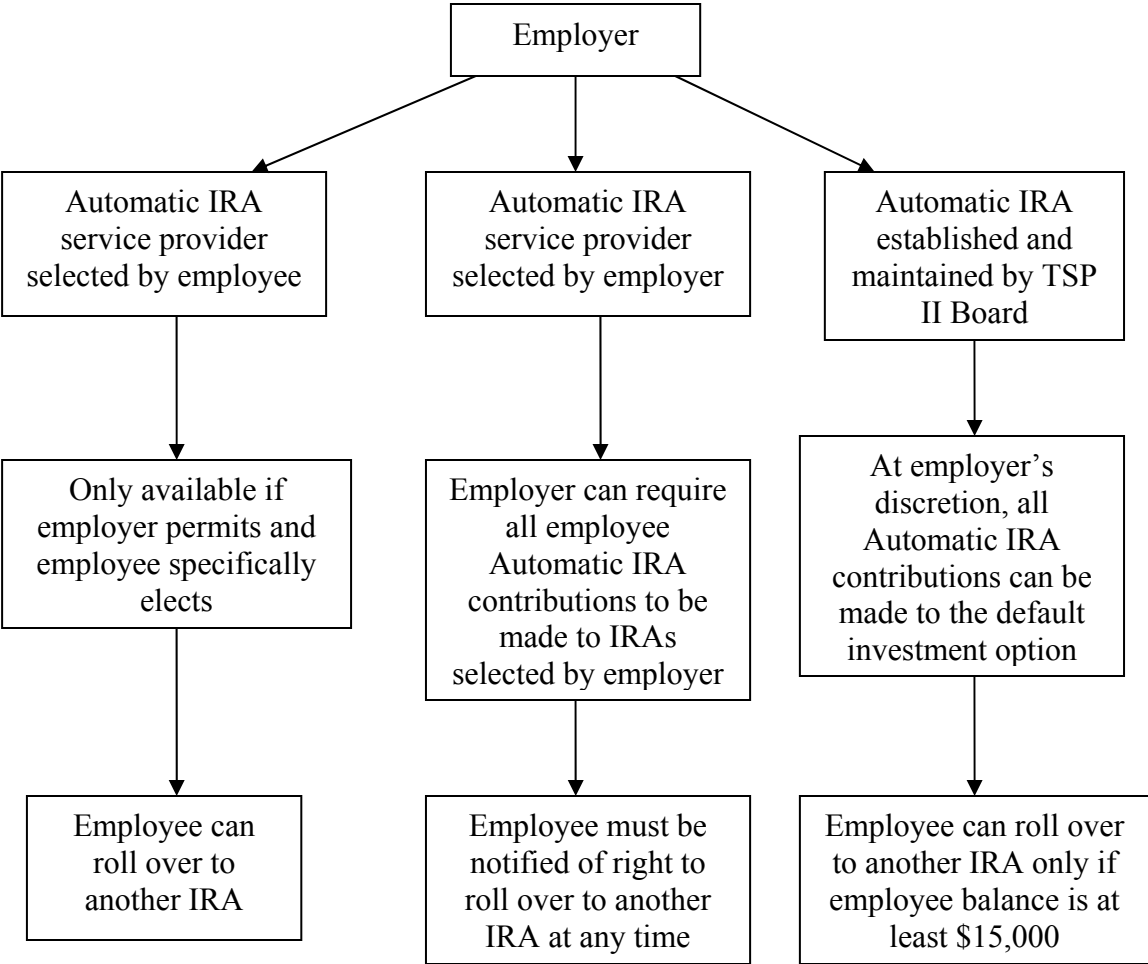 Employer
Automatic IRA
service provider
selected by employee
Automatic IRA
service provider
selected by employer
Automatic IRA
established and
maintained by TSP
II Board
Only available if
employer permits and
employee specifically
elects
Employer can require
all employee
Automatic IRA
contributions to be
made to IRAs
selected by employer
At employer’s
discretion, all
Automatic IRA
contributions can be
made to the default
investment option
Employee can
roll over to
another IRA
Employee must be
notified of right to
roll over to another
IRA at any time
Employee can roll over
to another IRA only if
employee balance is at
least $15,000